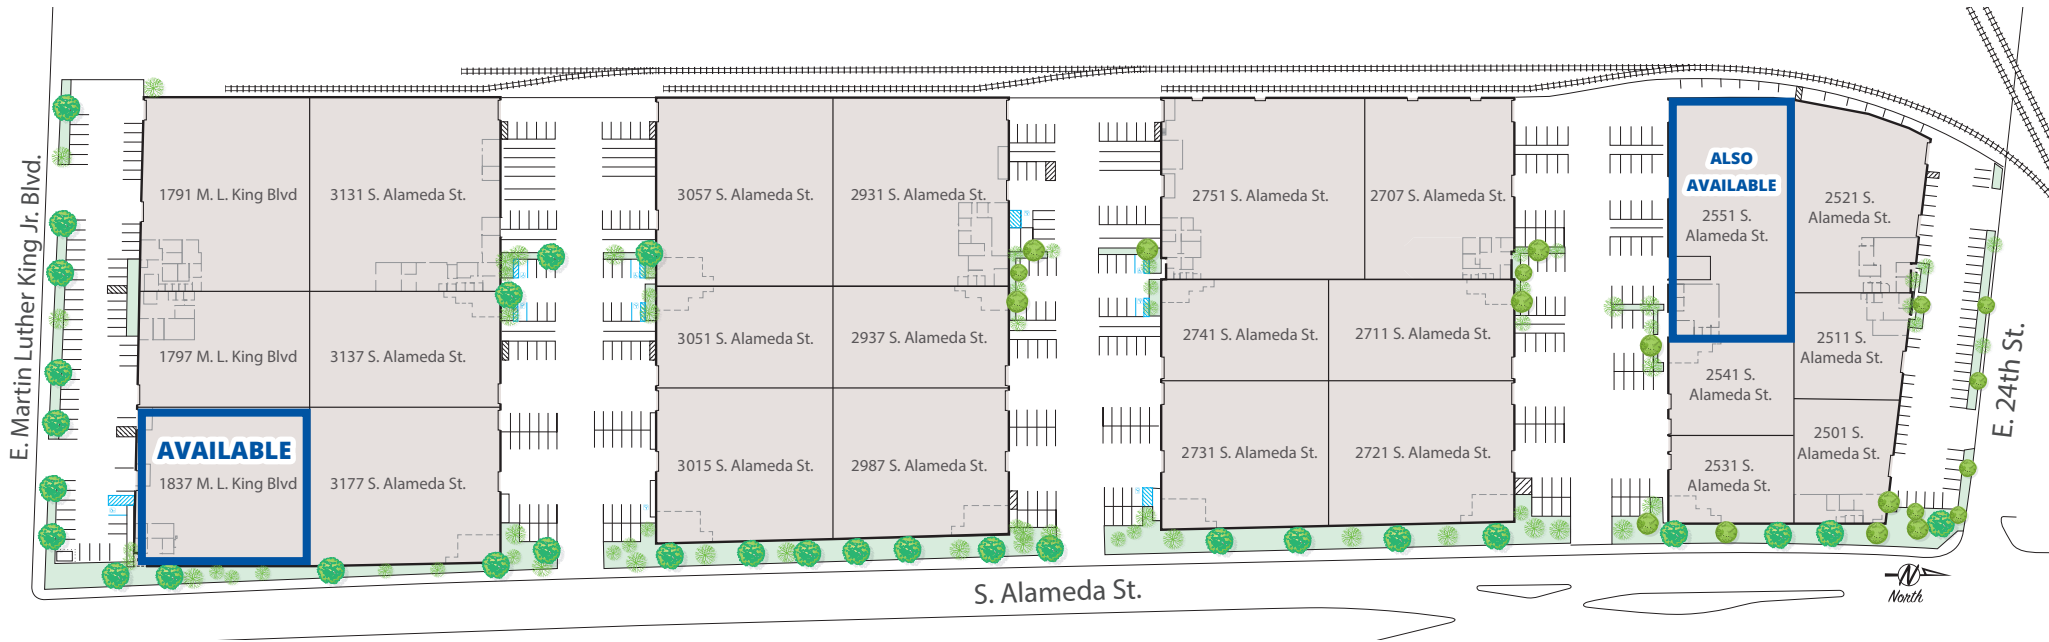 E. Martin Luther King Jr. Blvd.
1791 M. L. King Blvd
3131 S. Alameda St.
1797 M. L. King Blvd
3137 S. Alameda St.
AVAILABLE
1837 M. L. King Blvd
3177 S. Alameda St.
3057 S. Alameda St.
2931 S. Alameda St.
3051 S. Alameda St.
2937 S. Alameda St.
3015 S. Alameda St.
2987 S. Alameda St.
2751 S. Alameda St.
2707 S. Alameda St.
2741 S. Alameda St.
2711 S. Alameda St.
2731 S. Alameda St.
2721 S. Alameda St.
ALSO
AVAILABLE
2551 S.
Alameda St.
2521 S.
Alameda St.
2511 S.
Alameda St.
2541 S.
Alameda St.
2501 S.
Alameda St.
2531 S.
Alameda St.
E. 24th St.
S. Alameda St.
N
North